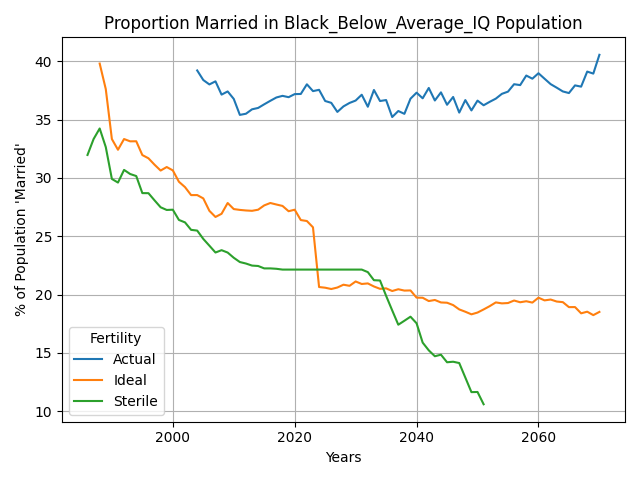 Proportion Married in Black_Below_Average_IQ Population
% of Population 'Married'
40
35
30
25
20
15
10
Fertility
Actual
Ideal
Sterile
2000 2020 2040 2060
Years